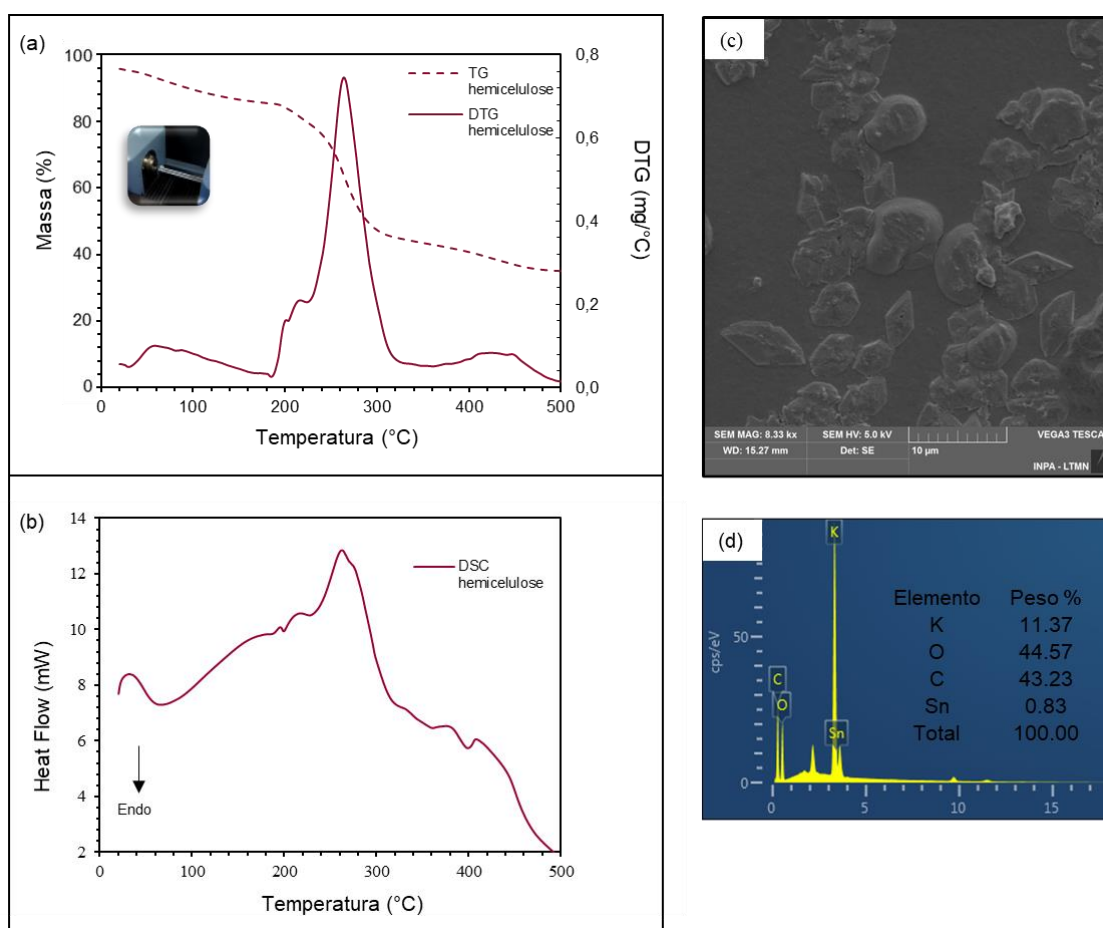 (a)
100
80
60
40
20
0
Massa (%)
0,8
0,6
0,4
0,2
0,0
DTG (mg/°C)
TG
hemicelulose
DTG
hemicelulose
0 100 200 300 400 500
Temperatura (°C)
(b)
14
12
10
8
6
4
2
Heat Flow (mW)
DSC
hemicelulose
Endo
0 100 200 300 400 500
Temperatura (°C)
(c)
SEM MAG: 8.33 kx SEM HV: 5.0 kV VEGA3 TESCA
WD: 15.27 mm Det: SE 10 µm
INPA - LTMN
(d)
K
Elemento Peso %
K 11.37
O 44.57
C 43.23
Sn 0.83
Total 100.00
cps/eV
50
0
C
O
Sn
0 5 10 15